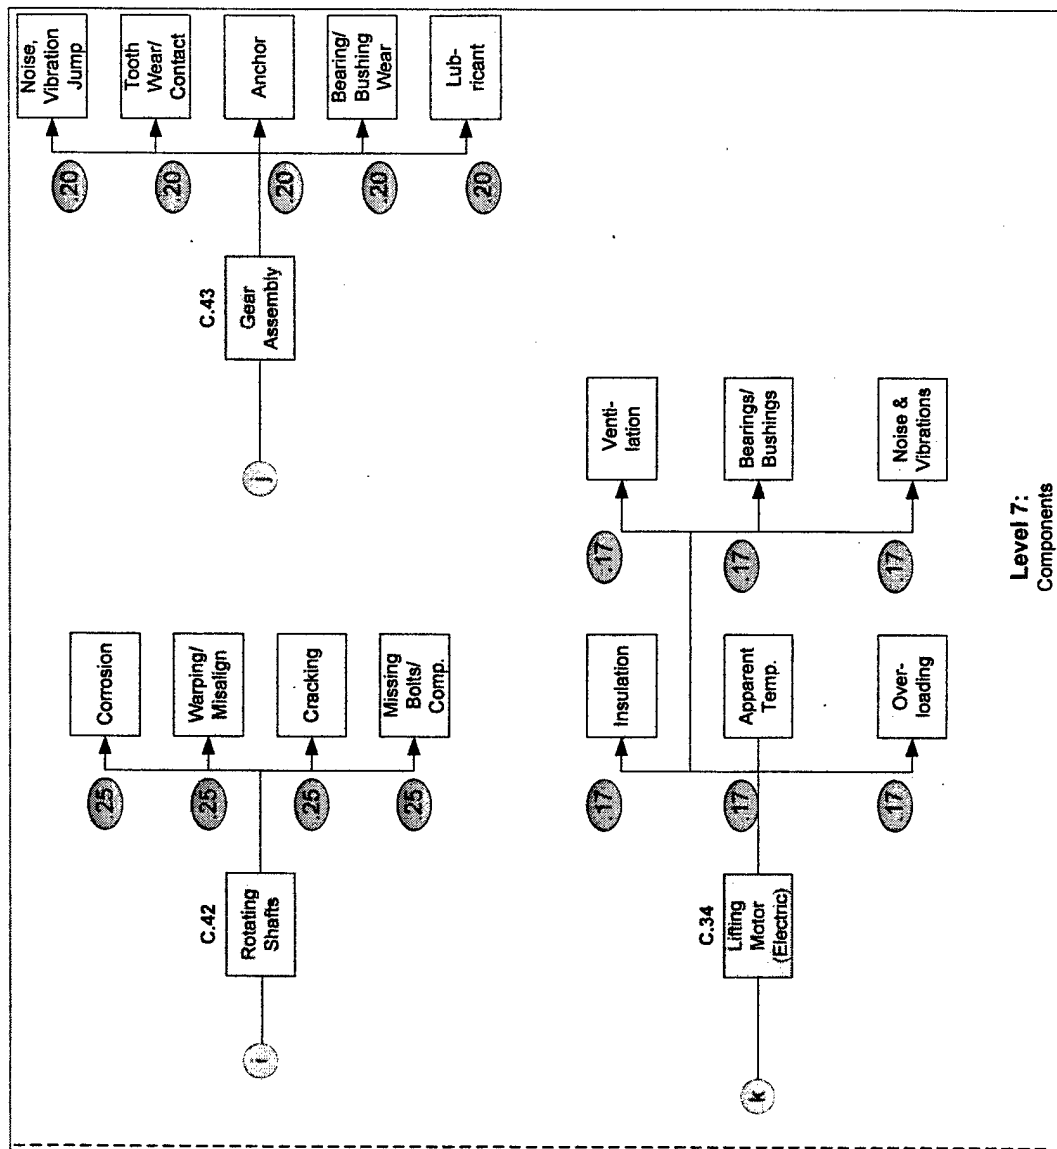 i
C.42
Rotating
Shafts
.25
Corrosion
.25
Warping/
Misalign
.25
Cracking
.25
Missing
Bolts/
Comp.
j
C.43
Gear
Assembly
.20
Noise,
Vibration
Jump
.20
Tooth
Wear/
Contact
.20
Anchor
.20
Bearing/
Bushing
Wear
.20
Lub-
ricant
k
C.34
Lifting
Motor
(Electric)
.17
Insulation
.17
Apparent
Temp.
.17
Over-
loading
.17
Venti-
lation
.17
Bearings/
Bushings
.17
Noise &
Vibrations
Level 7:
Components